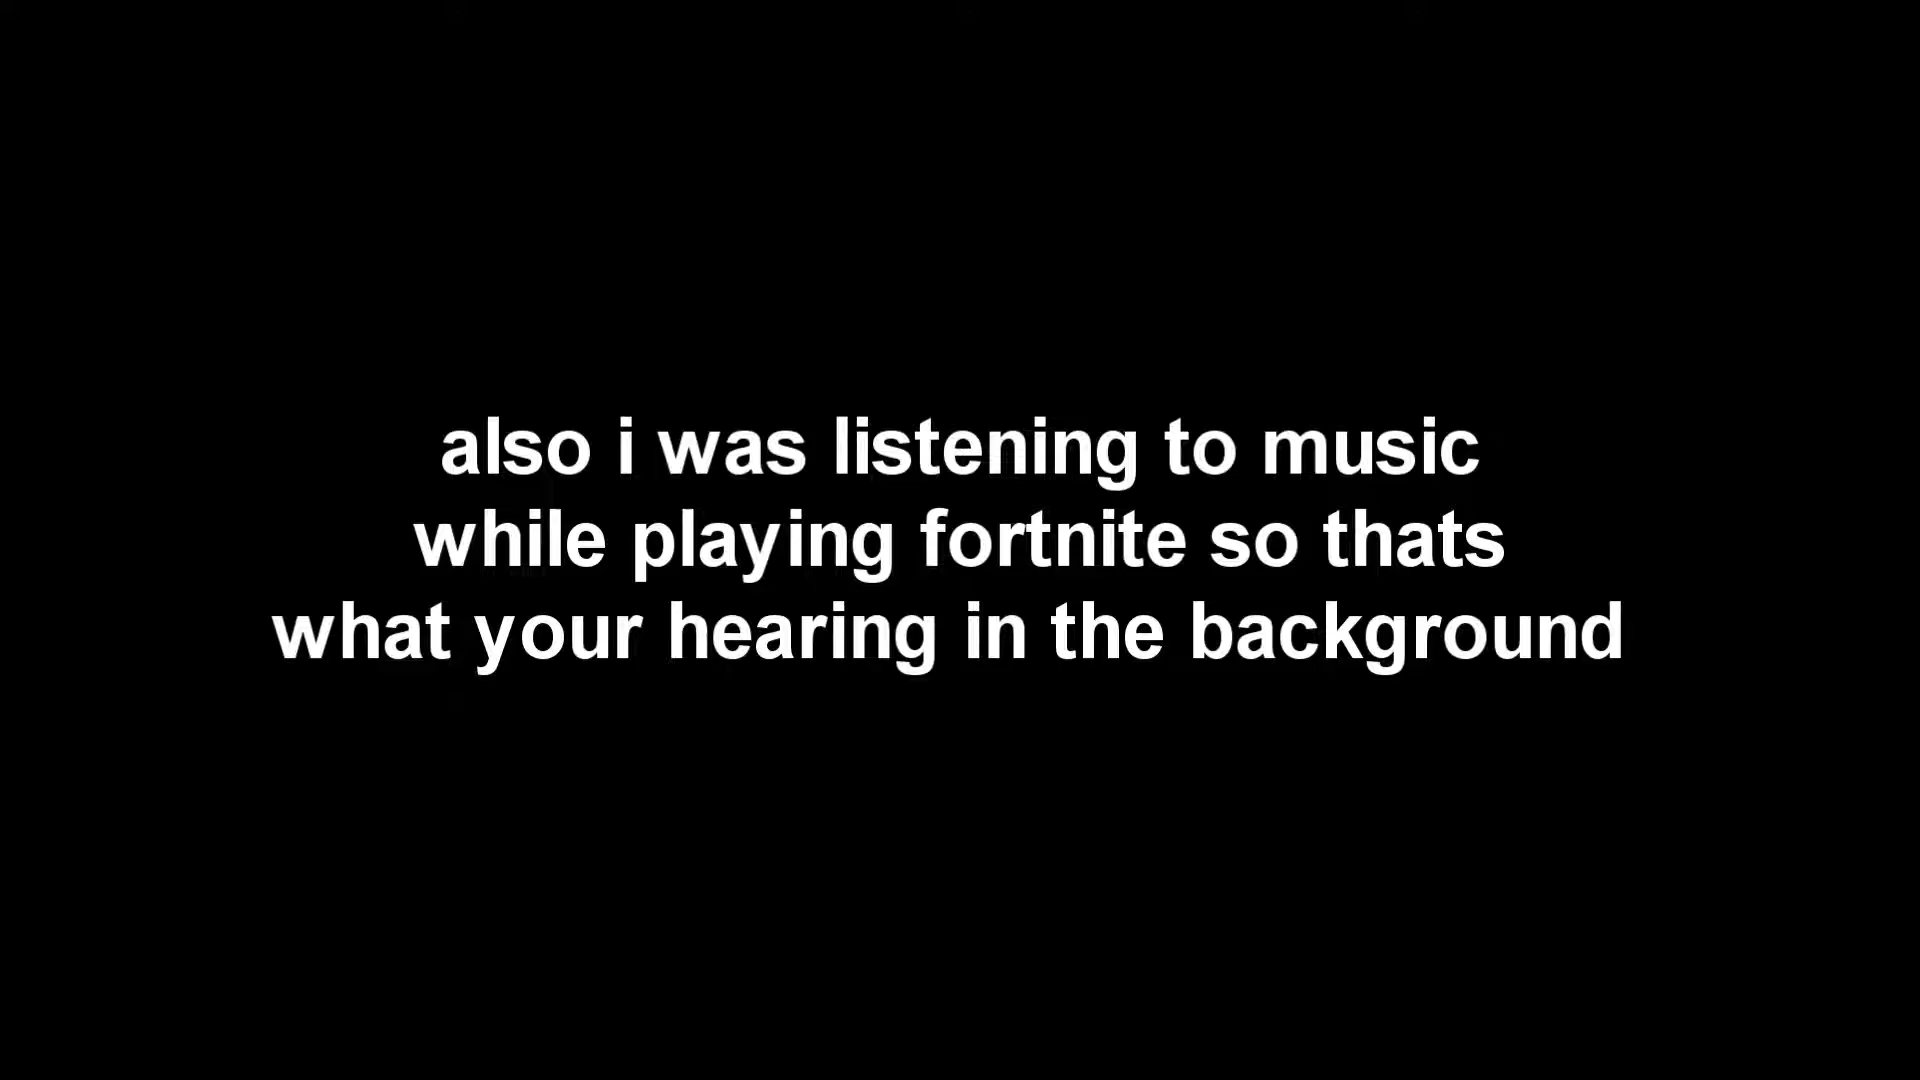 also i was listening to music
while playing fortnite so thats
what your hearing in the background